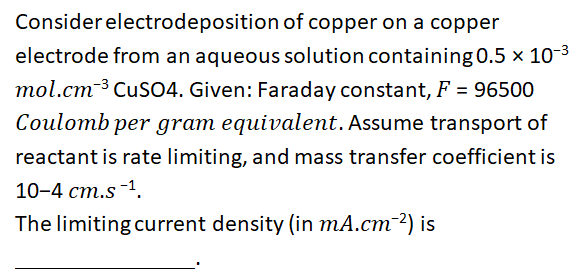 Consider electrodeposition of copper on a copper
electrode from an aqueous solution containing 0.5 × 10⁻³
mol.cm⁻³ CuSO4. Given: Faraday constant, F = 96500
Coulomb per gram equivalent. Assume transport of
reactant is rate limiting, and mass transfer coefficient is
10−4 cm.s⁻¹.
The limiting current density (in mA.cm⁻²) is
________________.